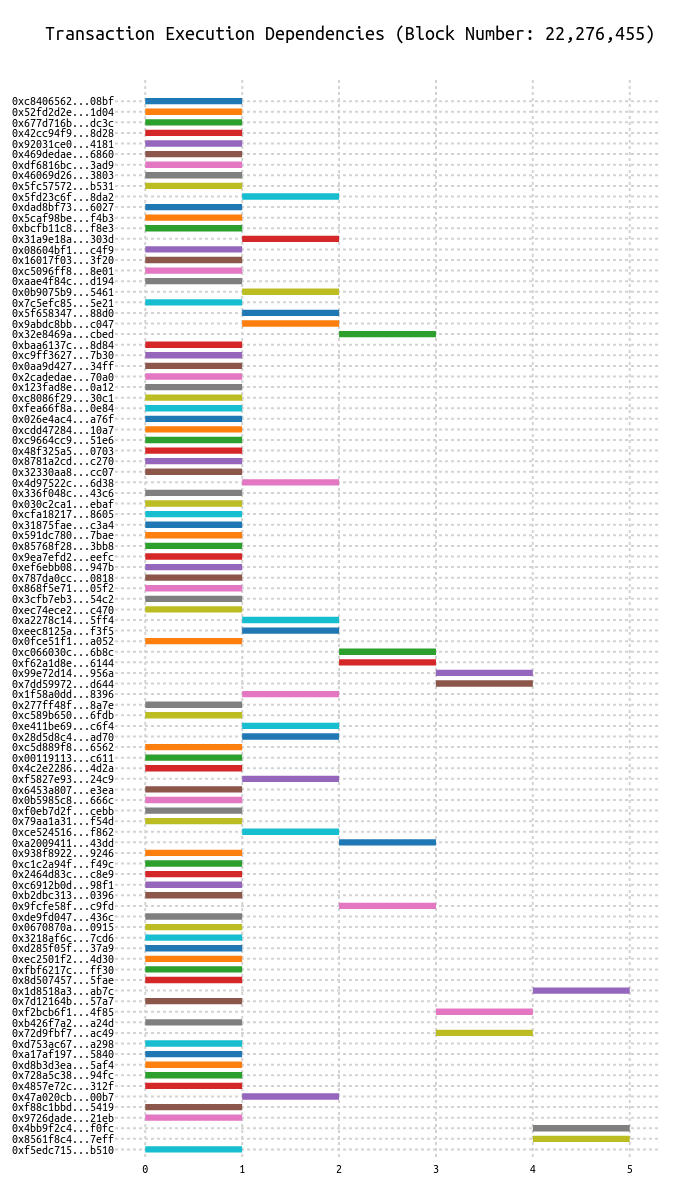 Transaction Execution Dependencies (Block Number: 22,276,455)
0xc8406562...08bf
0x52fd2d2e...1d04
0x677d716b...dc3c
0x42cc94f9...8d28
0x92031ce0...4181
0x469dedae...6860
0xdf6816bc...3ad9
0x46069d26...3803
0x5fc57572...b531
0x5fd23c6f...8da2
0xdad8bf73...6027
0x5caf98be...f4b3
0xbcfb11c8...f8e3
0x31a9e18a...303d
0x08604bf1...c4f9
0x16017f03...3f20
0xc5096ff8...8e01
0xaae4f84c...d194
0x0b9075b9...5461
0x7c5efc85...5e21
0x5f658347...88d0
0x9abdc8bb...c047
0x32e8469a...cbed
0xbaa6137c...8d84
0xc9ff3627...7b30
0x0aa9d427...34ff
0x2cadedae...70a0
0x123fad8e...0a12
0xc8086f29...30c1
0xfea66f8a...0e84
0x026e4ac4...a76f
0xcdd47284...10a7
0xc9664cc9...51e6
0x48f325a5...0703
0x8781a2cd...c270
0x32330aa8...cc07
0x4d97522c...6d38
0x336f048c...43c6
0x030c2ca1...ebaf
0xcfa18217...8605
0x31875fae...c3a4
0x591dc780...7bae
0x85768f28...3bb8
0x9ea7efd2...eefc
0xef6ebb08...947b
0x787da0cc...0818
0x868f5e71...05f2
0x3cfb7eb3...54c2
0xec74ece2...c470
0xa2278c14...5ff4
0xeec8125a...f3f5
0x0fce51f1...a052
0xc066030c...6b8c
0xf62a1d8e...6144
0x99e72d14...956a
0x7dd59972...d644
0x1f58a0dd...8396
0x277ff48f...8a7e
0xc589b650...6fdb
0xe411be69...c6f4
0x28d5d8c4...ad70
0xc5d889f8...6562
0x00119113...c611
0x4c2e2286...4d2a
0xf5827e93...24c9
0x6453a807...e3ea
0x0b5985c8...666c
0xf0eb7d2f...cebb
0x79aa1a31...f54d
0xce524516...f862
0xa2009411...43dd
0x938f8922...9246
0xc1c2a94f...f49c
0x2464d83c...c8e9
0xc6912b0d...98f1
0xb2dbc313...0396
0x9fcfe58f...c9fd
0xde9fd047...436c
0x0670870a...0915
0x3218af6c...7cd6
0xd285f05f...37a9
0xec2501f2...4d30
0xfbf6217c...ff30
0x8d507457...5fae
0x1d8518a3...ab7c
0x7d12164b...57a7
0xf2bcb6f1...4f85
0xb426f7a2...a24d
0x72d9fbf7...ac49
0xd753ac67...a298
0xa17af197...5840
0xd8b3d3ea...5af4
0x728a5c38...94fc
0x4857e72c...312f
0x47a020cb...00b7
0xf88c1bbd...5419
0x9726dade...21eb
0x4bb9f2c4...f0fc
0x8561f8c4...7eff
0xf5edc715...b510
0 1 2 3 4 5